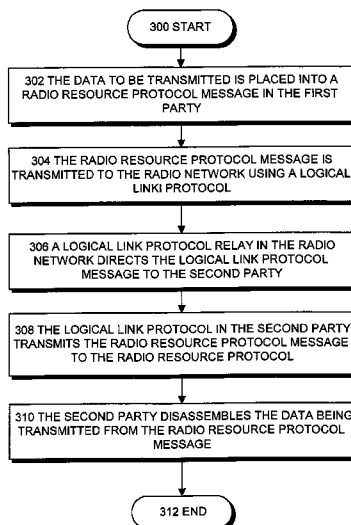 300 START
302 THE DATA TO BE TRANSMITTED IS PLACED INTO A
RADIO RESOURCE PROTOCOL MESSAGE IN THE FIRST
PARTY
304 THE RADIO RESOURCE PROTOCOL MESSAGE IS
TRANSMITTED TO THE RADIO NETWORK USING A LOGICAL
LINKI PROTOCOL
306 A LOGICAL LINK PROTOCOL RELAY IN THE RADIO
NETWORK DIRECTS THE LOGICAL LINK PROTOCOL
MESSAGE TO THE SECOND PARTY
308 THE LOGICAL LINK PROTOCOL IN THE SECOND PARTY
TRANSMITS THE RADIO RESOURCE PROTOCOL MESSAGE
TO THE RADIO RESOURCE PROTOCOL
310 THE SECOND PARTY DISASSEMBLES THE DATA BEING
TRANSMITTED FROM THE RADIO RESOURCE PROTOCOL
MESSAGE
312 END